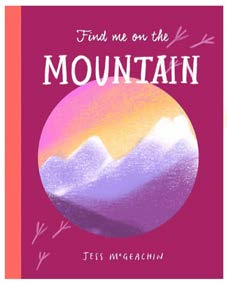 Find me on the
MOUNTAIN
JESS McGEACHIN